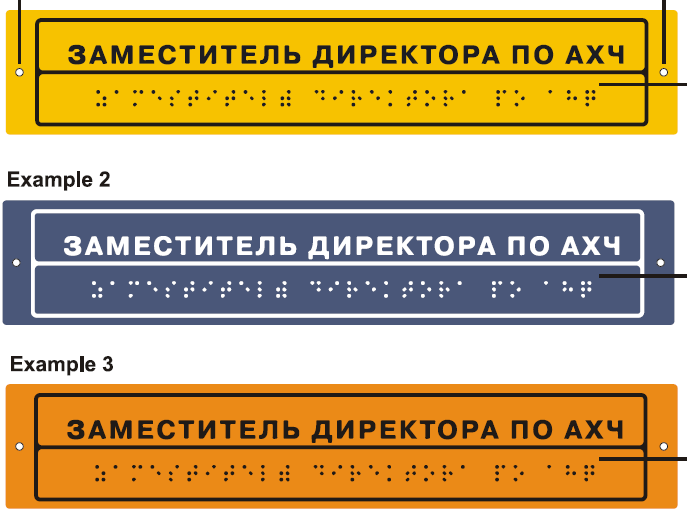 ЗАМЕСТИТЕЛЬ ДИРЕКТОРА ПО АХЧ
⠵⠁⠍⠑⠎⠞⠊⠞⠑⠇⠾ ⠙⠊⠗⠑⠅⠞⠕⠗⠁ ⠏⠕ ⠁⠓⠟
Example 2
ЗАМЕСТИТЕЛЬ ДИРЕКТОРА ПО АХЧ
⠵⠁⠍⠑⠎⠞⠊⠞⠑⠇⠾ ⠙⠊⠗⠑⠅⠞⠕⠗⠁ ⠏⠕ ⠁⠓⠟
Example 3
ЗАМЕСТИТЕЛЬ ДИРЕКТОРА ПО АХЧ
⠵⠁⠍⠑⠎⠞⠊⠞⠑⠇⠾ ⠙⠊⠗⠑⠅⠞⠕⠗⠁ ⠏⠕ ⠁⠓⠟